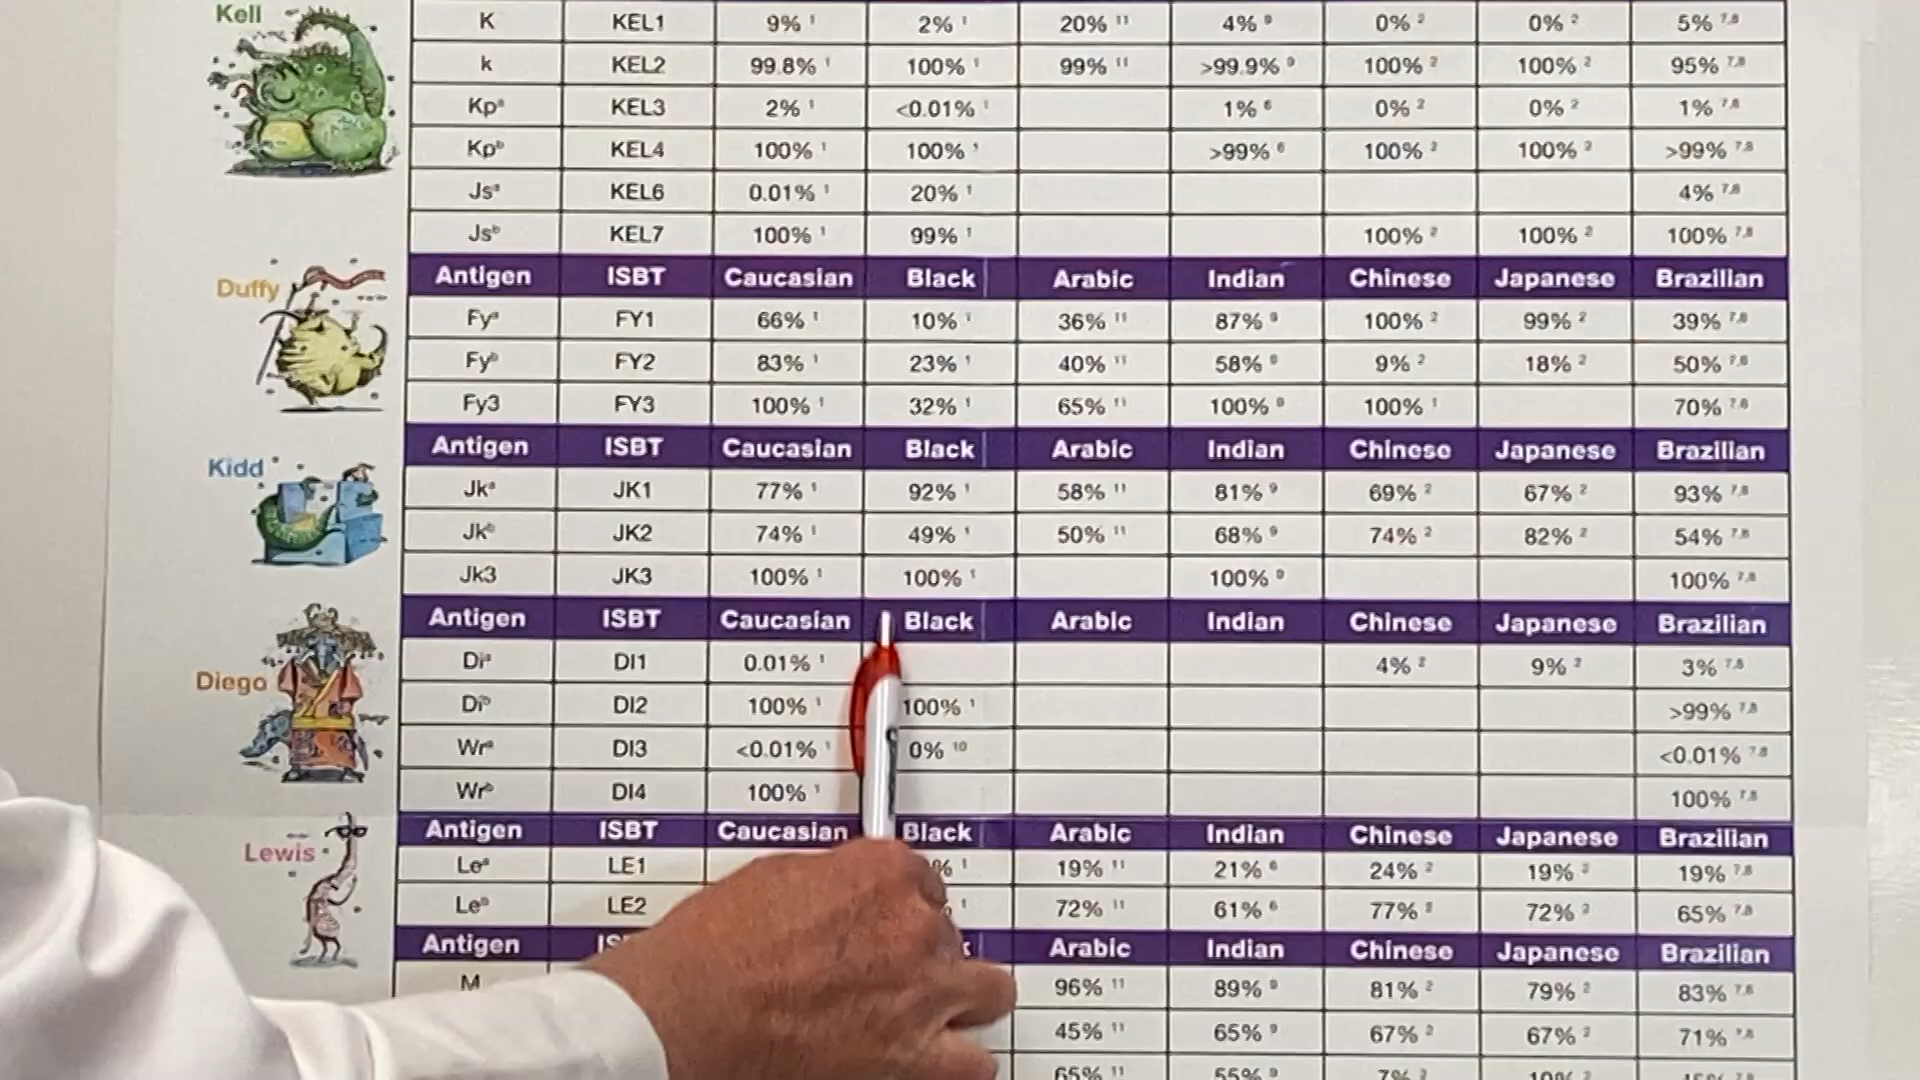 Kell
K KEL1 9% 1 2% 1 20% 11 4% 9 0% 2 0% 2 5% 7,8
k KEL2 99.8% 1 100% 1 99% 11 >99.9% 9 100% 2 100% 2 95% 7,8
Kpa KEL3 2% 1 <0.01% 1 1% 6 0% 2 0% 2 1% 7,8
Kpb KEL4 100% 1 100% 1 >99% 6 100% 2 100% 2 >99% 7,8
Jsa KEL6 0.01% 1 20% 1 4% 7,8
Jsb KEL7 100% 1 99% 1 100% 2 100% 2 100% 7,8
Duffy
Antigen ISBT Caucasian Black Arabic Indian Chinese Japanese Brazilian
Fya FY1 66% 1 10% 1 36% 11 87% 9 100% 2 99% 2 39% 7,8
Fyb FY2 83% 1 23% 1 40% 11 58% 9 9% 2 18% 2 50% 7,8
Fy3 FY3 100% 1 32% 1 65% 11 100% 9 100% 1 70% 7,8
Kidd
Antigen ISBT Caucasian Black Arabic Indian Chinese Japanese Brazilian
Jka JK1 77% 1 92% 1 58% 11 81% 9 69% 2 67% 2 93% 7,8
Jkb JK2 74% 1 49% 1 50% 11 68% 9 74% 2 82% 2 54% 7,8
Jk3 JK3 100% 1 100% 1 100% 9 100% 7,8
Diego
Antigen ISBT Caucasian Black Arabic Indian Chinese Japanese Brazilian
Dia DI1 0.01% 1 4% 2 9% 2 3% 7,8
Dib DI2 100% 1 100% 1 >99% 7,8
Wra DI3 <0.01% 1 0% 10 <0.01% 7,8
Wrb DI4 100% 1 100% 7,8
Lewis
Antigen ISBT Caucasian Black Arabic Indian Chinese Japanese Brazilian
Lea LE1 % 1 19% 11 21% 6 24% 2 19% 2 19% 7,8
Leb LE2 1 72% 11 61% 6 77% 2 72% 2 65% 7,8
Antigen Arabic Indian Chinese Japanese Brazilian
M 96% 11 89% 9 81% 2 79% 2 83% 7,8
45% 11 65% 9 67% 2 67% 2 71% 7,8
65% 11 55% 9 7% 2